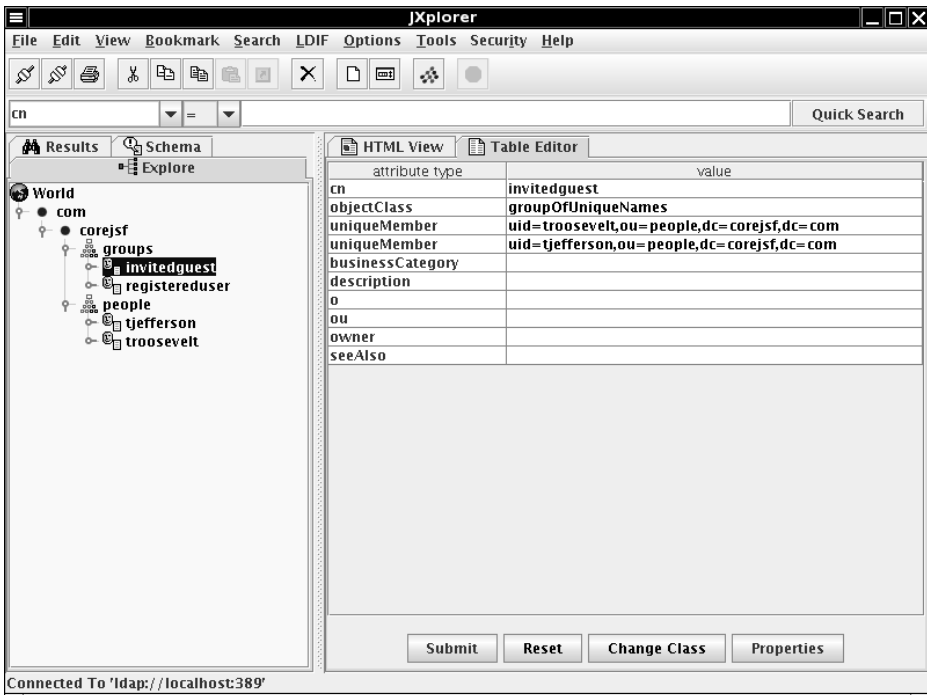 JXplorer
File Edit View Bookmark Search LDIF Options Tools Security Help
cn = Quick Search
Results Schema
Explore
World
com
corejsf
groups
invitedguest
registereduser
people
tjefferson
troosevelt
HTML View Table Editor
attribute type value
cn invitedguest
objectClass groupOfUniqueNames
uniqueMember uid=troosevelt,ou=people,dc=corejsf,dc=com
uniqueMember uid=tjefferson,ou=people,dc=corejsf,dc=com
businessCategory
description
o
ou
owner
seeAlso
Submit Reset Change Class Properties
Connected To 'ldap://localhost:389'